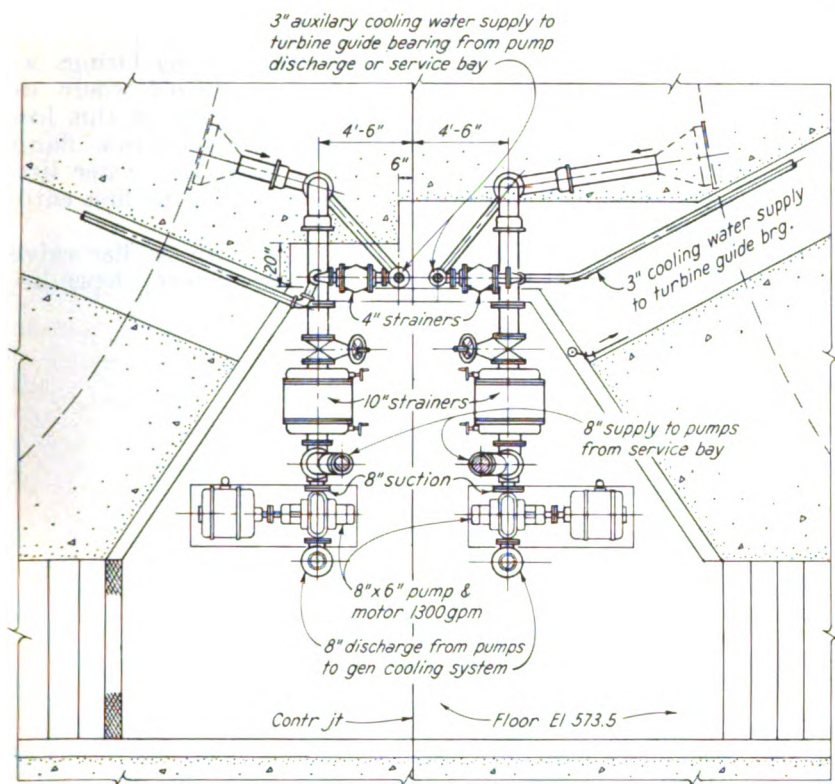 3" auxilary cooling water supply to
turbine guide bearing from pump
discharge or service bay
4'-6"
4'-6"
6"
20"
3" cooling water supply
to turbine guide brg.
4" strainers
10" strainers
8" supply to pumps
from service bay
8" suction
8" x 6" pump &
motor 1300gpm
8" discharge from pumps
to gen cooling system
Contr jt
Floor El 573.5